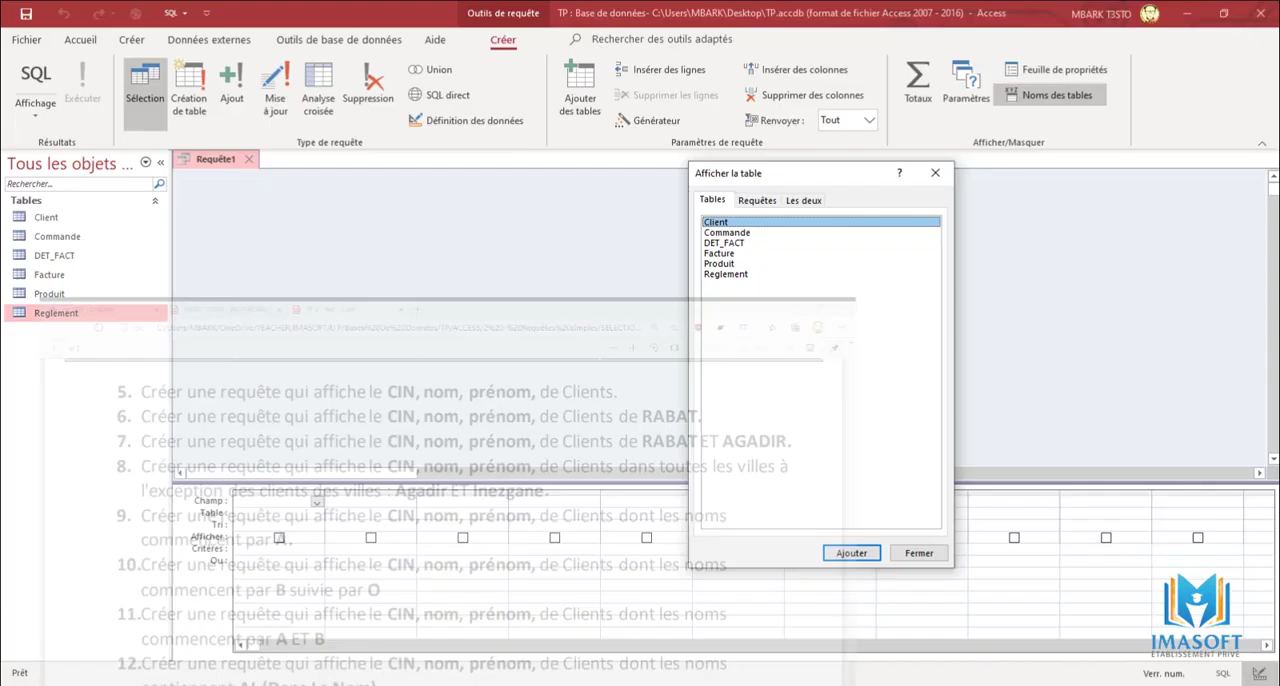 SQL
Outils de requête
TP : Base de données- C:\Users\MBARK\Desktop\TP.accdb (format de fichier Access 2007 - 2016) - Access
MBARK T3STO
Fichier
Accueil
Créer
Données externes
Outils de base de données
Aide
Créer
Rechercher des outils adaptés
SQL
Affichage
Exécuter
Résultats
Sélection
Création
de table
Ajout
Mise
à jour
Analyse
croisée
Suppression
Union
SQL direct
Définition des données
Type de requête
Ajouter
des tables
Insérer des lignes
Supprimer les lignes
Générateur
Insérer des colonnes
Supprimer des colonnes
Renvoyer :
Tout
Paramètres de requête
Totaux
Paramètres
Feuille de propriétés
Noms des tables
Afficher/Masquer
Tous les objets ...
Rechercher...
Tables
Client
Commande
DET_FACT
Facture
Produit
Reglement
Requête1
Afficher la table
?
Tables
Requêtes
Les deux
Client
Commande
DET_FACT
Facture
Produit
Reglement
Ajouter
Fermer
5. Créer une requête qui affiche le CIN, nom, prénom, de Clients.
6. Créer une requête qui affiche le CIN, nom, prénom, de Clients de RABAT.
7. Créer une requête qui affiche le CIN, nom, prénom, de Clients de RABAT ET AGADIR.
8. Créer une requête qui affiche le CIN, nom, prénom, de Clients dans toutes les villes à
l'exception des clients des villes : Agadir ET Inezgane.
9. Créer une requête qui affiche le CIN, nom, prénom, de Clients dont les noms
commencent par
10.Créer une requête qui affiche le CIN, nom, prénom, de Clients dont les noms
commencent par B suivie par O
11.Créer une requête qui affiche le CIN, nom, prénom, de Clients dont les noms
commencent par A ET B
12.Créer une requête qui affiche le CIN, nom, prénom, de Clients dont les noms
contiennent AL (Dans Le Nom)
Champ :
Table :
Tri :
Afficher :
Critères :
Ou :
IMASOFT
ÉTABLISSEMENT PRIVÉ
Prêt
Verr. num.
SQL